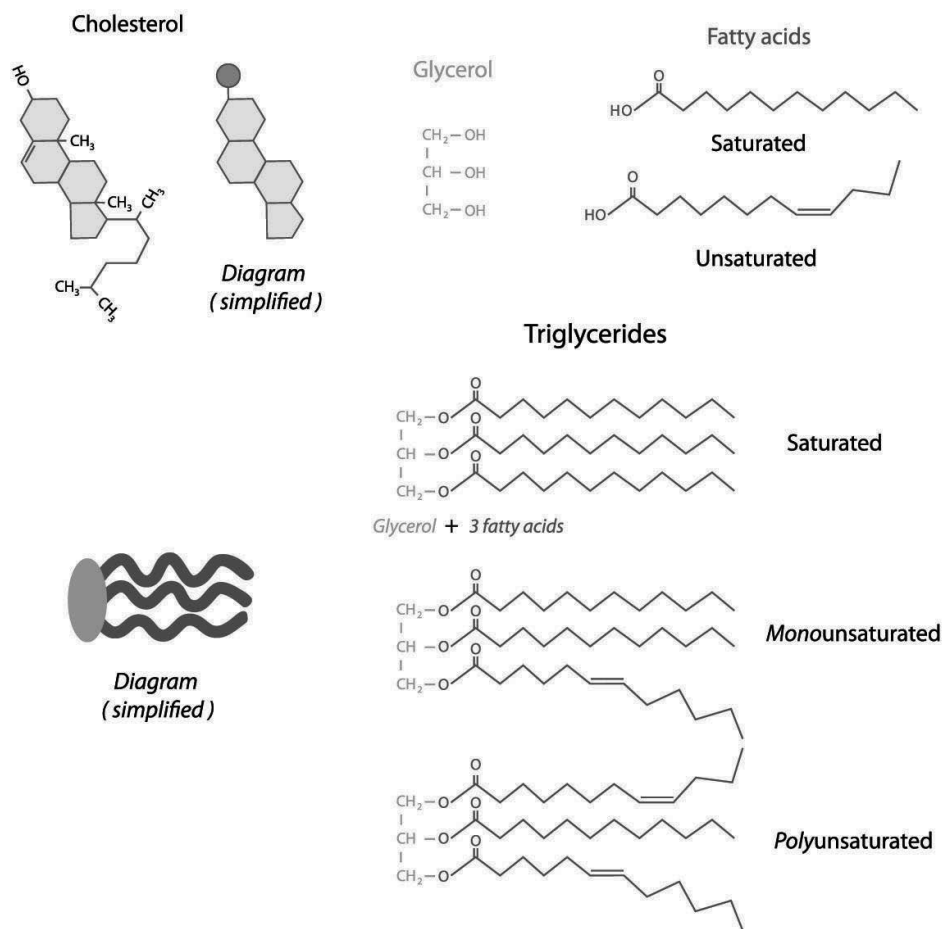 Cholesterol
HO
CH₃
CH₃
CH₃
CH₃
CH₃
Diagram
( simplified )
Glycerol
CH₂— OH
CH — OH
CH₂— OH
Fatty acids
O
HO
Saturated
O
HO
Unsaturated
Triglycerides
O
CH₂— O
O
CH — O
O
CH₂— O
Saturated
Glycerol + 3 fatty acids
Diagram
( simplified )
O
CH₂— O
O
CH — O
O
CH₂— O
Monounsaturated
O
CH₂— O
O
CH — O
O
CH₂— O
Polyunsaturated